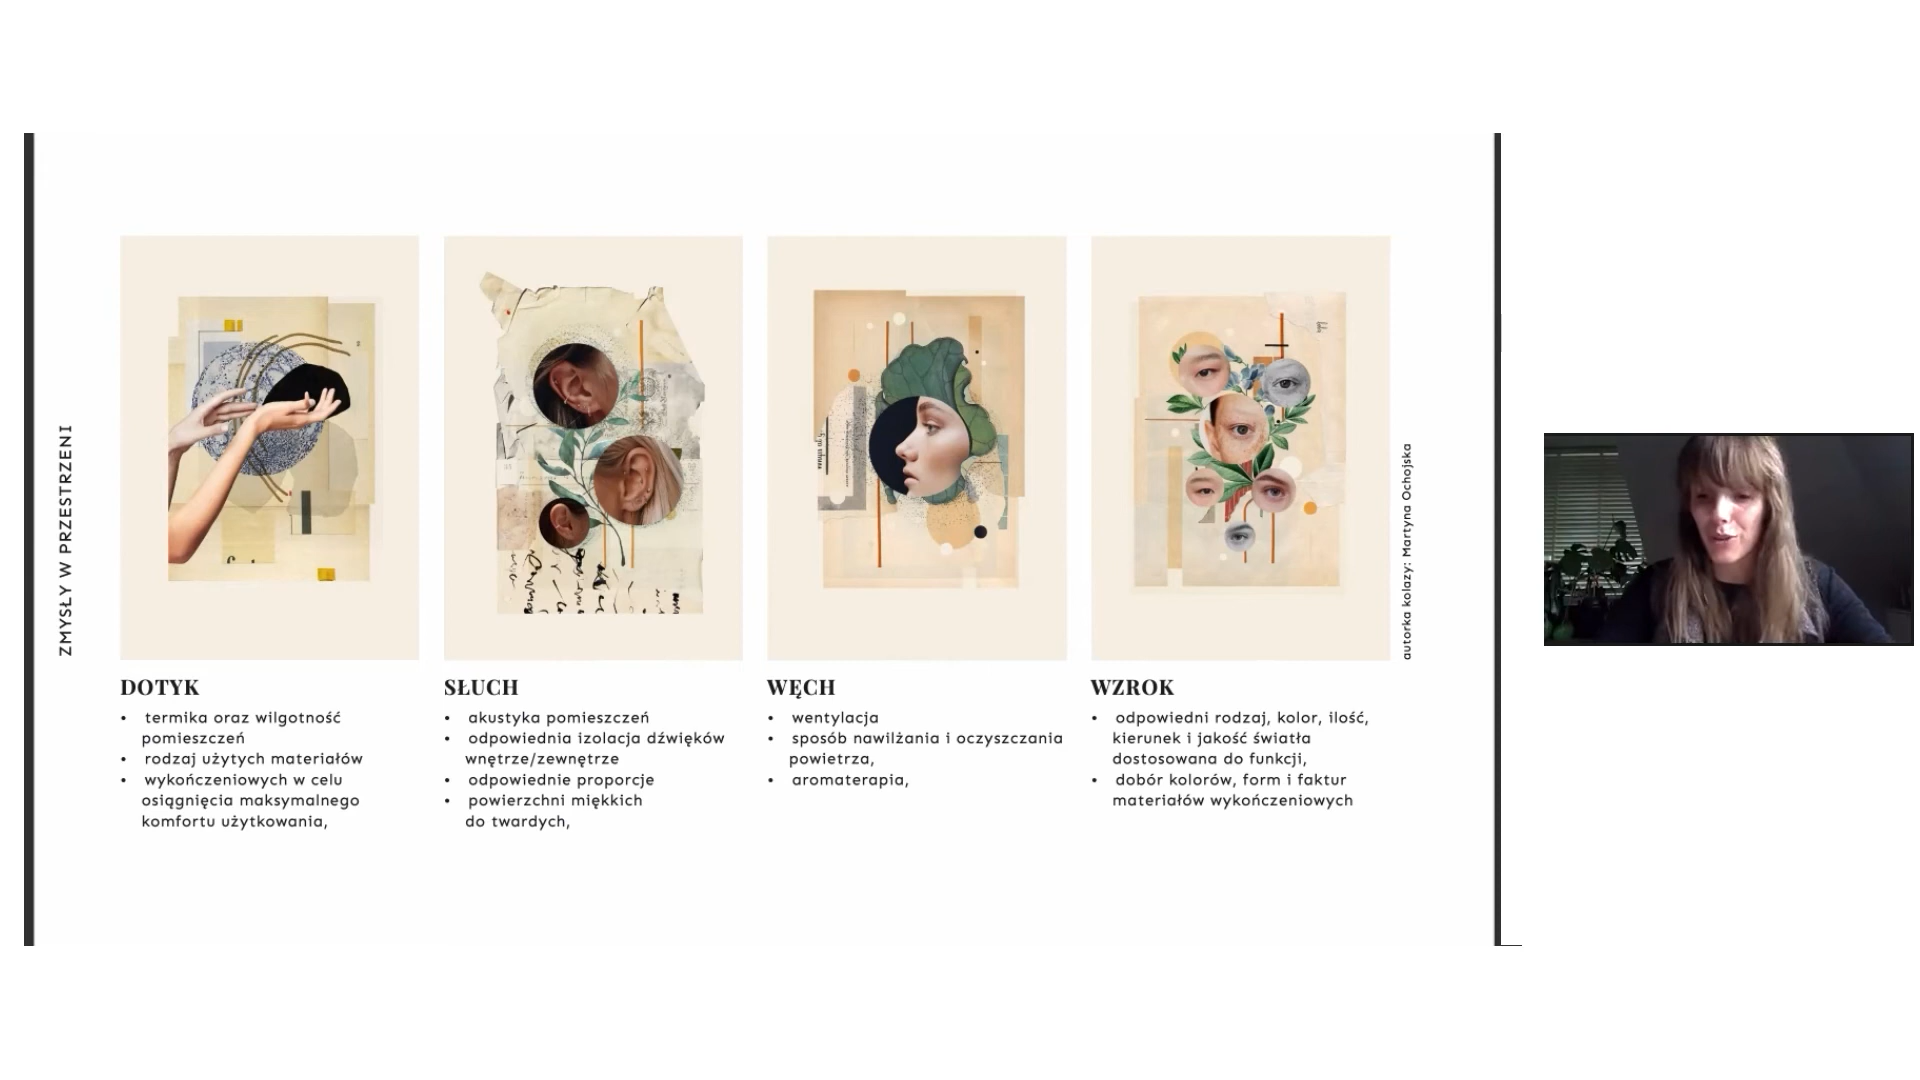 ZMYSŁY W PRZESTRZENI
DOTYK
• termika oraz wilgotność
pomieszczeń
• rodzaj użytych materiałów
• wykończeniowych w celu
osiągnięcia maksymalnego
komfortu użytkowania,
SŁUCH
• akustyka pomieszczeń
• odpowiednia izolacja dźwięków
wnętrze/zewnętrze
• odpowiednie proporcje
• powierzchni miękkich
do twardych,
WĘCH
• wentylacja
• sposób nawilżania i oczyszczania
powietrza,
• aromaterapia,
WZROK
• odpowiedni rodzaj, kolor, ilość,
kierunek i jakość światła
dostosowana do funkcji,
• dobór kolorów, form i faktur
materiałów wykończeniowych
autorka kolaży: Martyna Ochojska